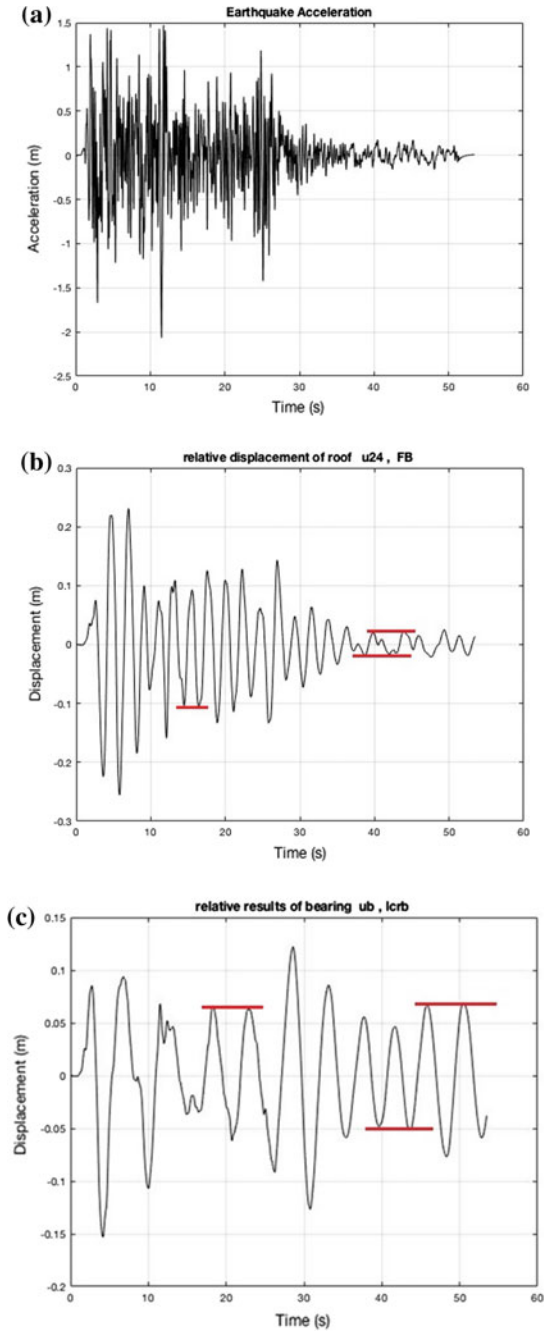 (a)
Earthquake Acceleration
1.5
1
0.5
0
-0.5
-1
-1.5
-2
-2.5
Acceleration (m)
0 10 20 30 40 50 60
Time (s)
(b)
relative displacement of roof u24 , FB
0.3
0.2
0.1
0
-0.1
-0.2
-0.3
Displacement (m)
0 10 20 30 40 50 60
Time (s)
(c)
relative results of bearing ub , lcrb
0.15
0.1
0.05
0
-0.05
-0.1
-0.15
-0.2
Displacement (m)
0 10 20 30 40 50 60
Time (s)